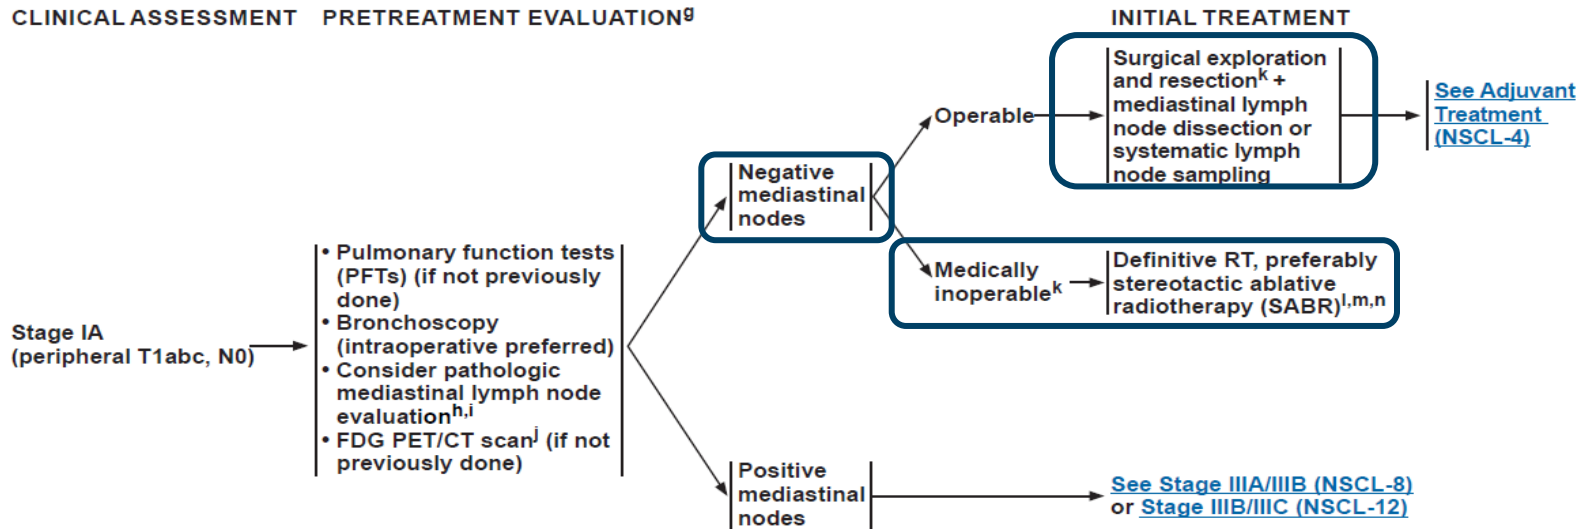 CLINICAL ASSESSMENT PRETREATMENT EVALUATIONg INITIAL TREATMENT
Stage IA
(peripheral T1abc, N0)
• Pulmonary function tests
(PFTs) (if not previously
done)
• Bronchoscopy
(intraoperative preferred)
• Consider pathologic
mediastinal lymph node
evaluationh,i
• FDG PET/CT scanj (if not
previously done)
Negative
mediastinal
nodes
Operable
Surgical exploration
and resectionk +
mediastinal lymph
node dissection or
systematic lymph
node sampling
See Adjuvant
Treatment
(NSCL-4)
Medically
inoperablek
Definitive RT, preferably
stereotactic ablative
radiotherapy (SABR)l,m,n
Positive
mediastinal
nodes
See Stage IIIA/IIIB (NSCL-8)
or Stage IIIB/IIIC (NSCL-12)